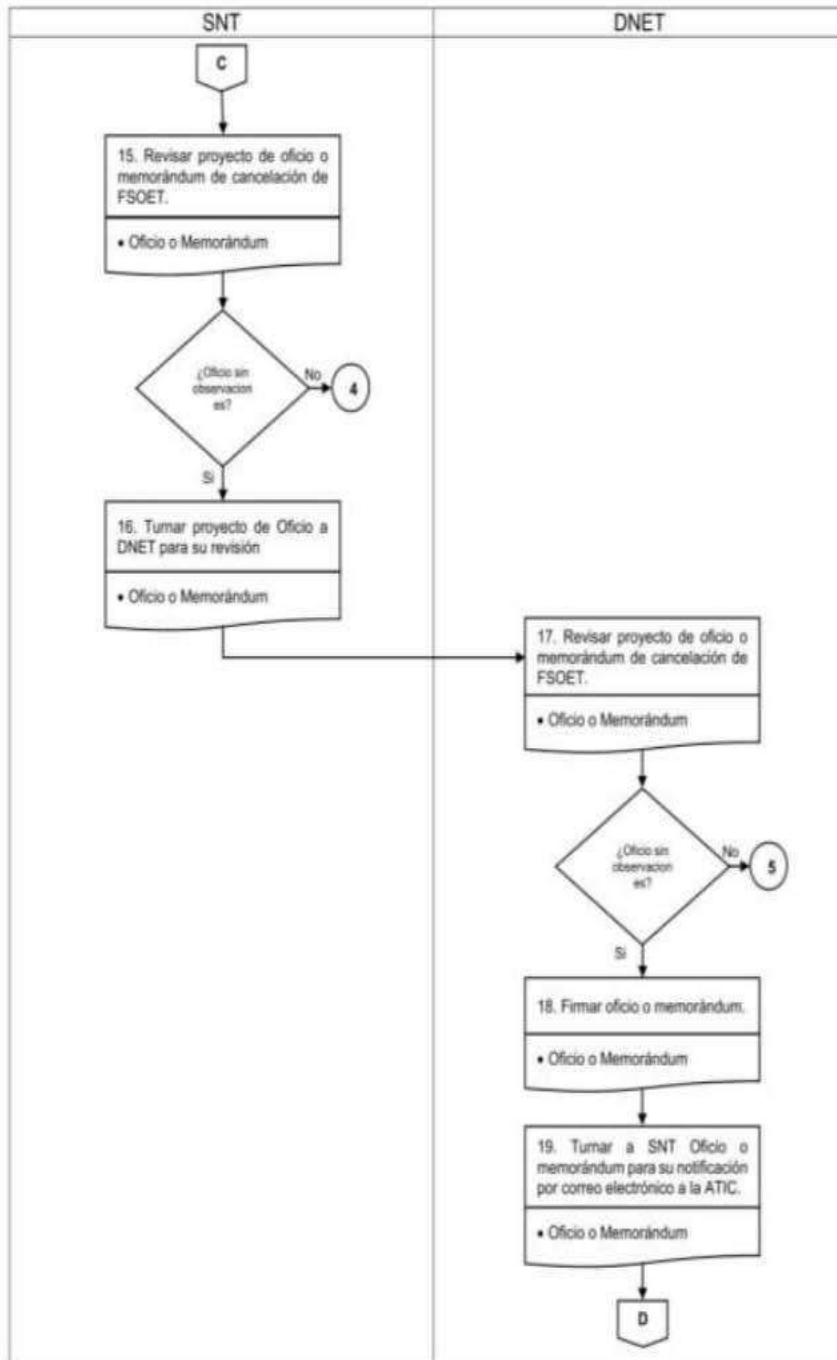 SNT
DNET
C
15. Revisar proyecto de oficio o
memorándum de cancelación de
FSOET.
• Oficio o Memorándum
¿Oficio sin
observacion
es?
No
4
Si
16. Turnar proyecto de Oficio a
DNET para su revisión
• Oficio o Memorándum
17. Revisar proyecto de oficio o
memorándum de cancelación de
FSOET.
• Oficio o Memorándum
¿Oficio sin
observacion
es?
No
5
Si
18. Firmar oficio o memorándum.
• Oficio o Memorándum
19. Turnar a SNT Oficio o
memorándum para su notificación
por correo electrónico a la ATIC.
• Oficio o Memorándum
D